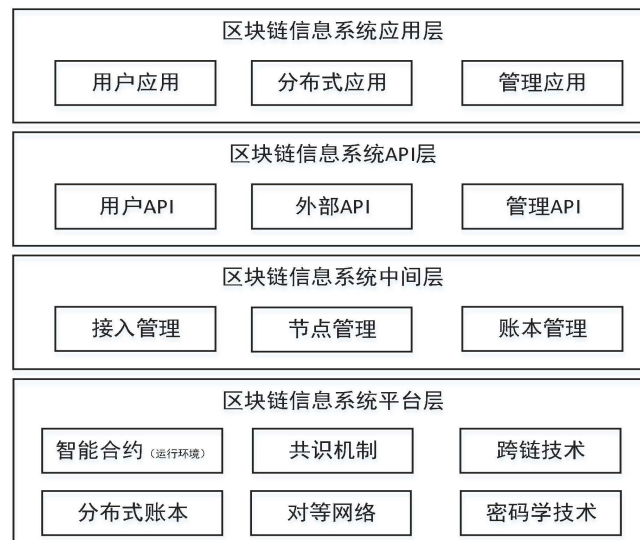 区块链信息系统应用层
用户应用 分布式应用 管理应用
区块链信息系统API层
用户API 外部API 管理API
区块链信息系统中间层
接入管理 节点管理 账本管理
区块链信息系统平台层
智能合约（运行环境） 共识机制 跨链技术
分布式账本 对等网络 密码学技术